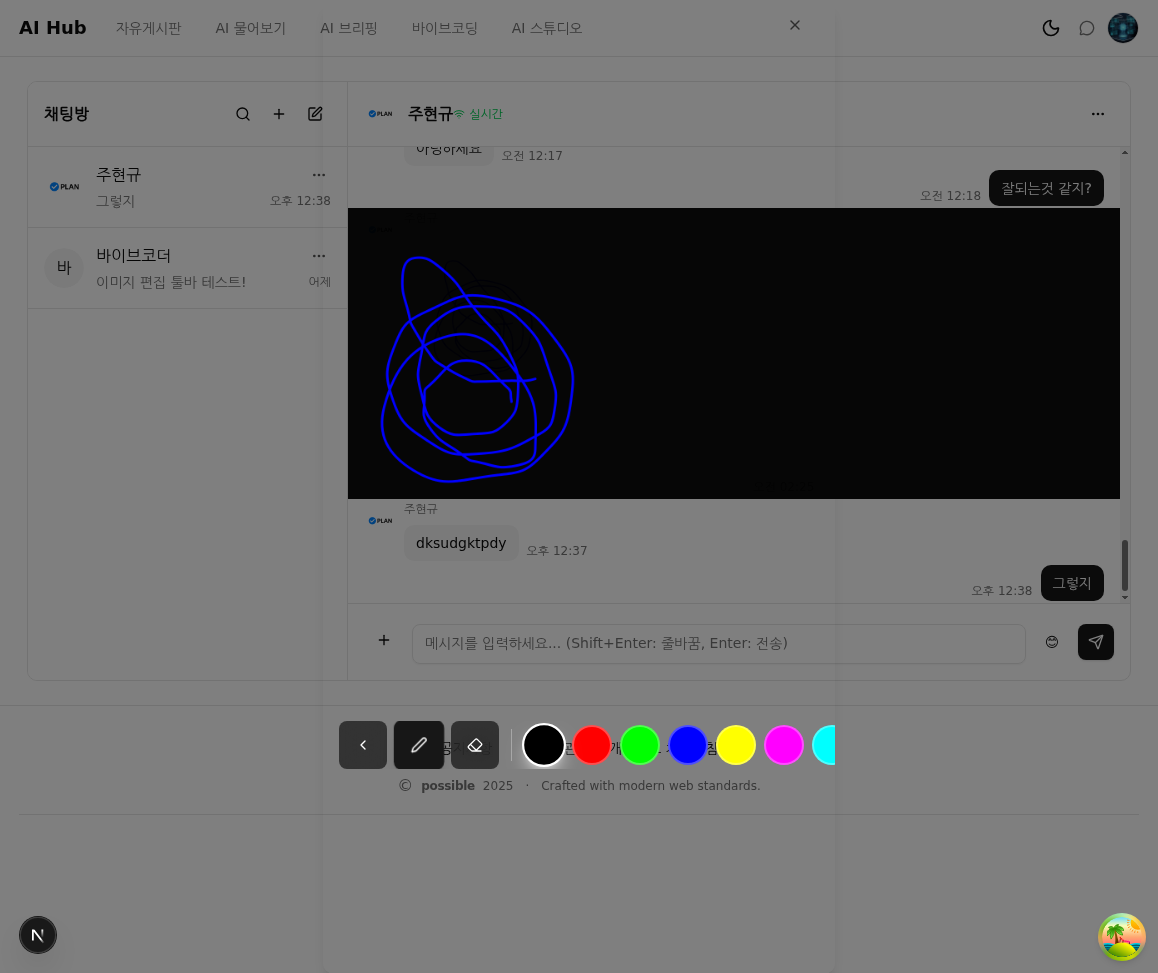 AI Hub
자유게시판
AI 물어보기
AI 브리핑
바이브코딩
AI 스튜디오
채팅방
PLAN
주현규
실시간
안녕하세요
오전 12:17
PLAN
주현규
그렇지
오후 12:38
오전 12:18
잘되는것 같지?
바
바이브코더
이미지 편집 툴바 테스트!
어제
주현규
PLAN
dksudgktpdy
오후 12:37
오후 12:38
그렇지
메시지를 입력하세요... (Shift+Enter: 줄바꿈, Enter: 전송)
© possible 2025 · Crafted with modern web standards.
N